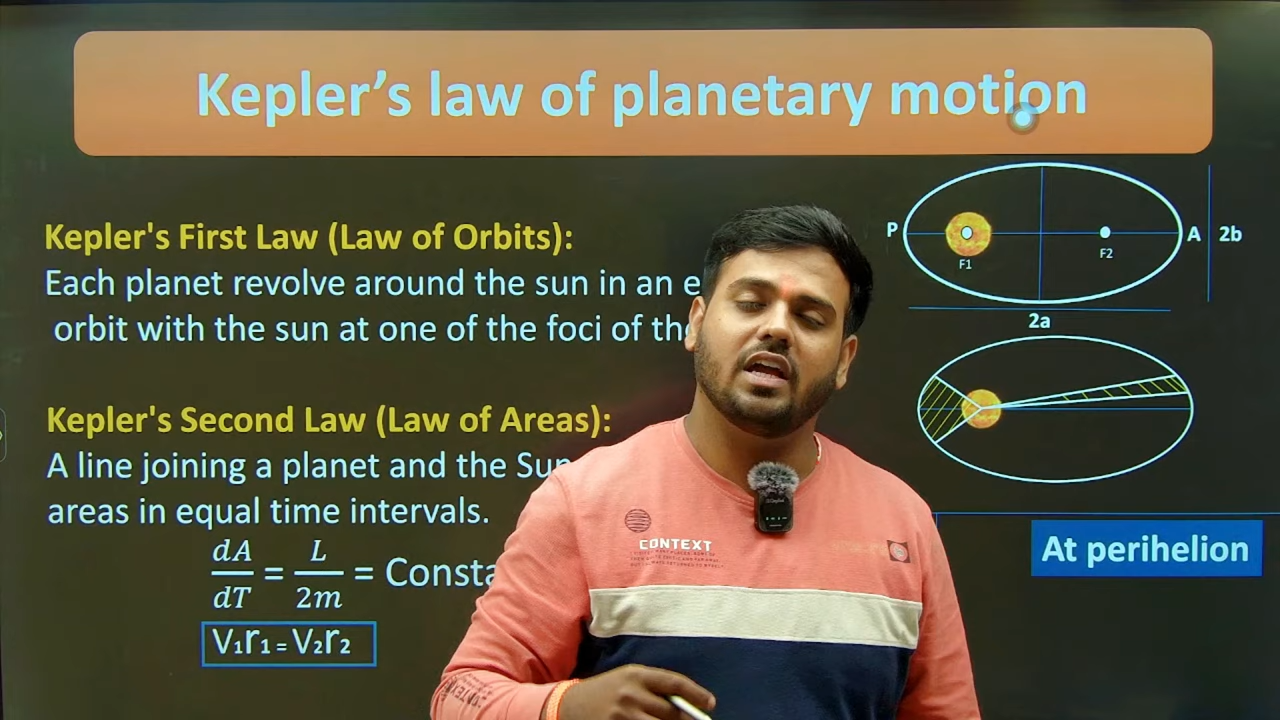 Kepler's law of planetary motion
P
A
2b
F1
F2
2a
Kepler's First Law (Law of Orbits):
Each planet revolve around the sun in an
orbit with the sun at one of the foci of
Kepler's Second Law (Law of Areas):
A line joining a planet and the
areas in equal time intervals.
dA/dT = L/2m =
V₁r₁ = V₂r₂
At perihelion
CONTEXT